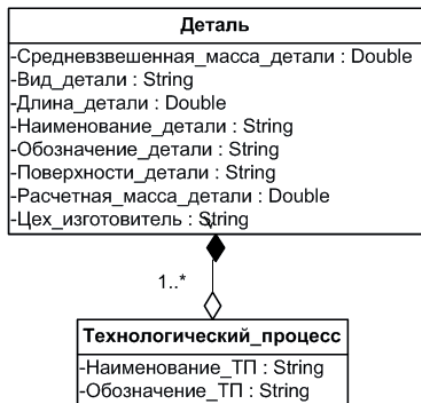 Деталь
-Средневзвешенная_масса_детали : Double
-Вид_детали : String
-Длина_детали : Double
-Наименование_детали : String
-Обозначение_детали : String
-Поверхности_детали : String
-Расчетная_масса_детали : Double
-Цех_изготовитель : String
1..*
Технологический_процесс
-Наименование_ТП : String
-Обозначение_ТП : String